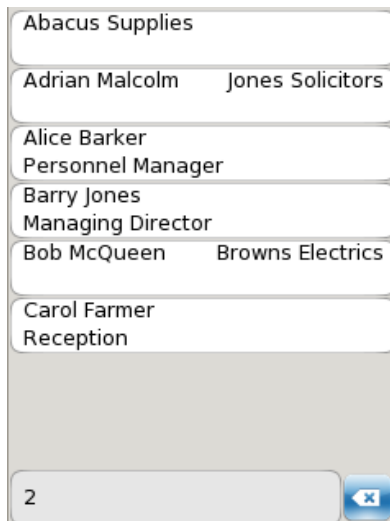 Abacus Supplies
Adrian Malcolm Jones Solicitors
Alice Barker
Personnel Manager
Barry Jones
Managing Director
Bob McQueen Browns Electrics
Carol Farmer
Reception
2